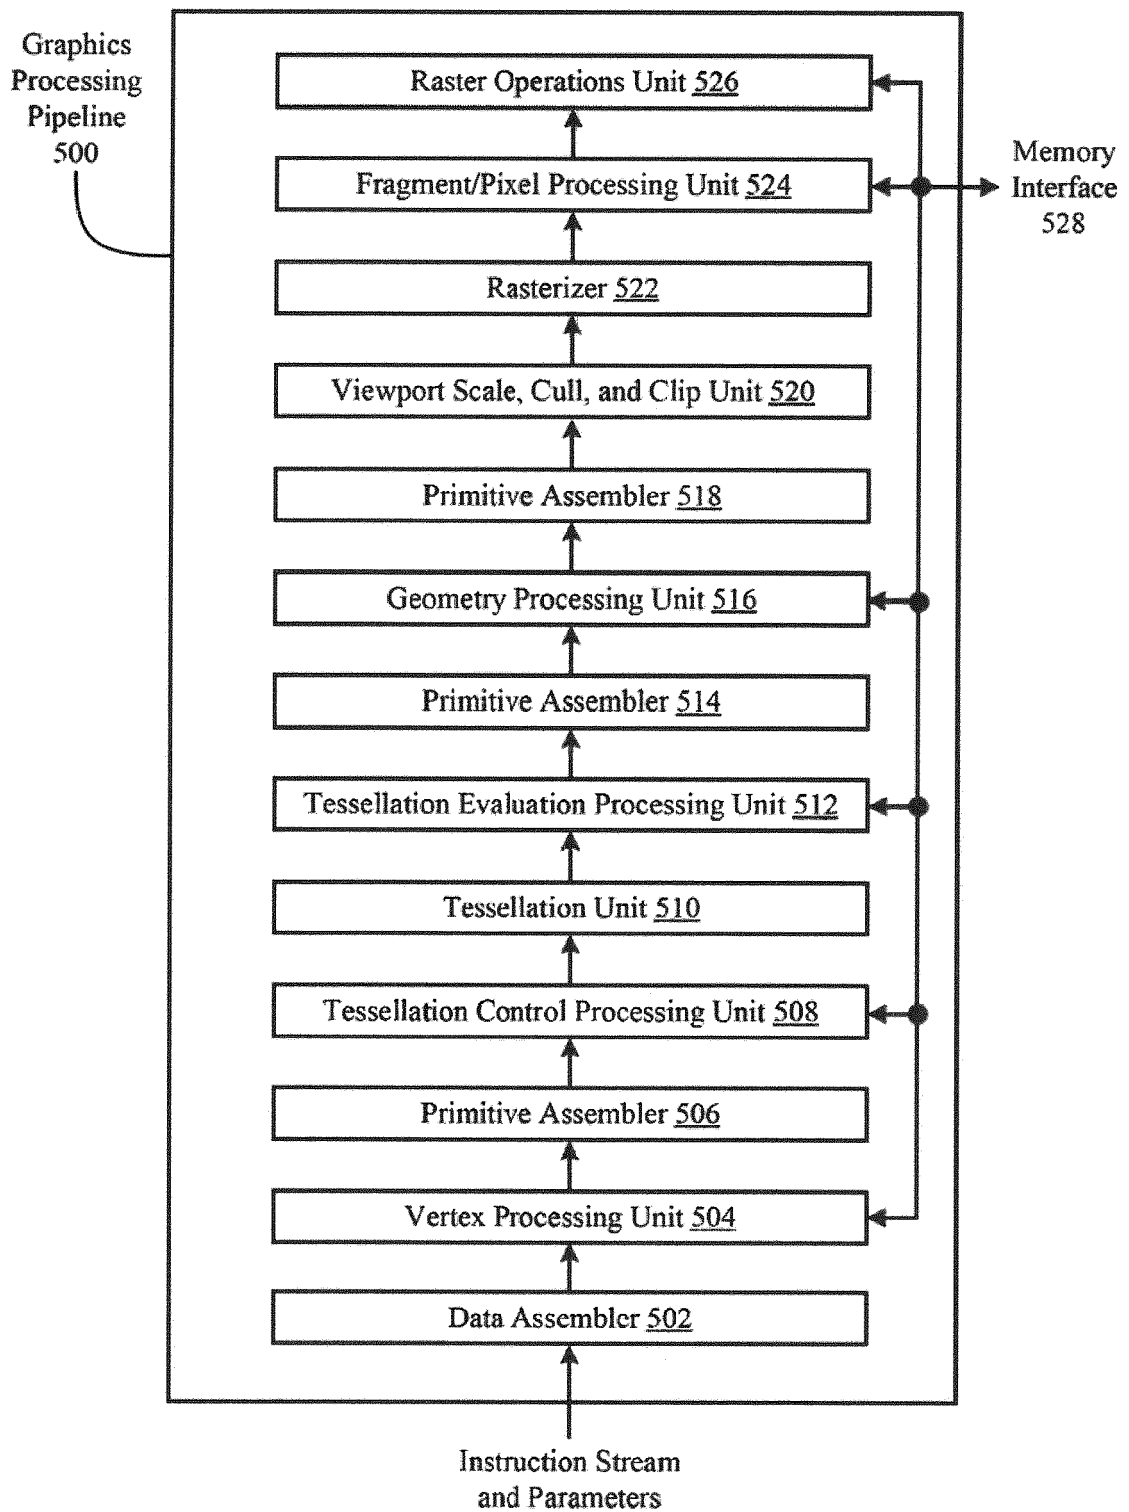 Graphics
Processing
Pipeline
500
Raster Operations Unit 526
Fragment/Pixel Processing Unit 524
Memory
Interface
528
Rasterizer 522
Viewport Scale, Cull, and Clip Unit 520
Primitive Assembler 518
Geometry Processing Unit 516
Primitive Assembler 514
Tessellation Evaluation Processing Unit 512
Tessellation Unit 510
Tessellation Control Processing Unit 508
Primitive Assembler 506
Vertex Processing Unit 504
Data Assembler 502
Instruction Stream
and Parameters